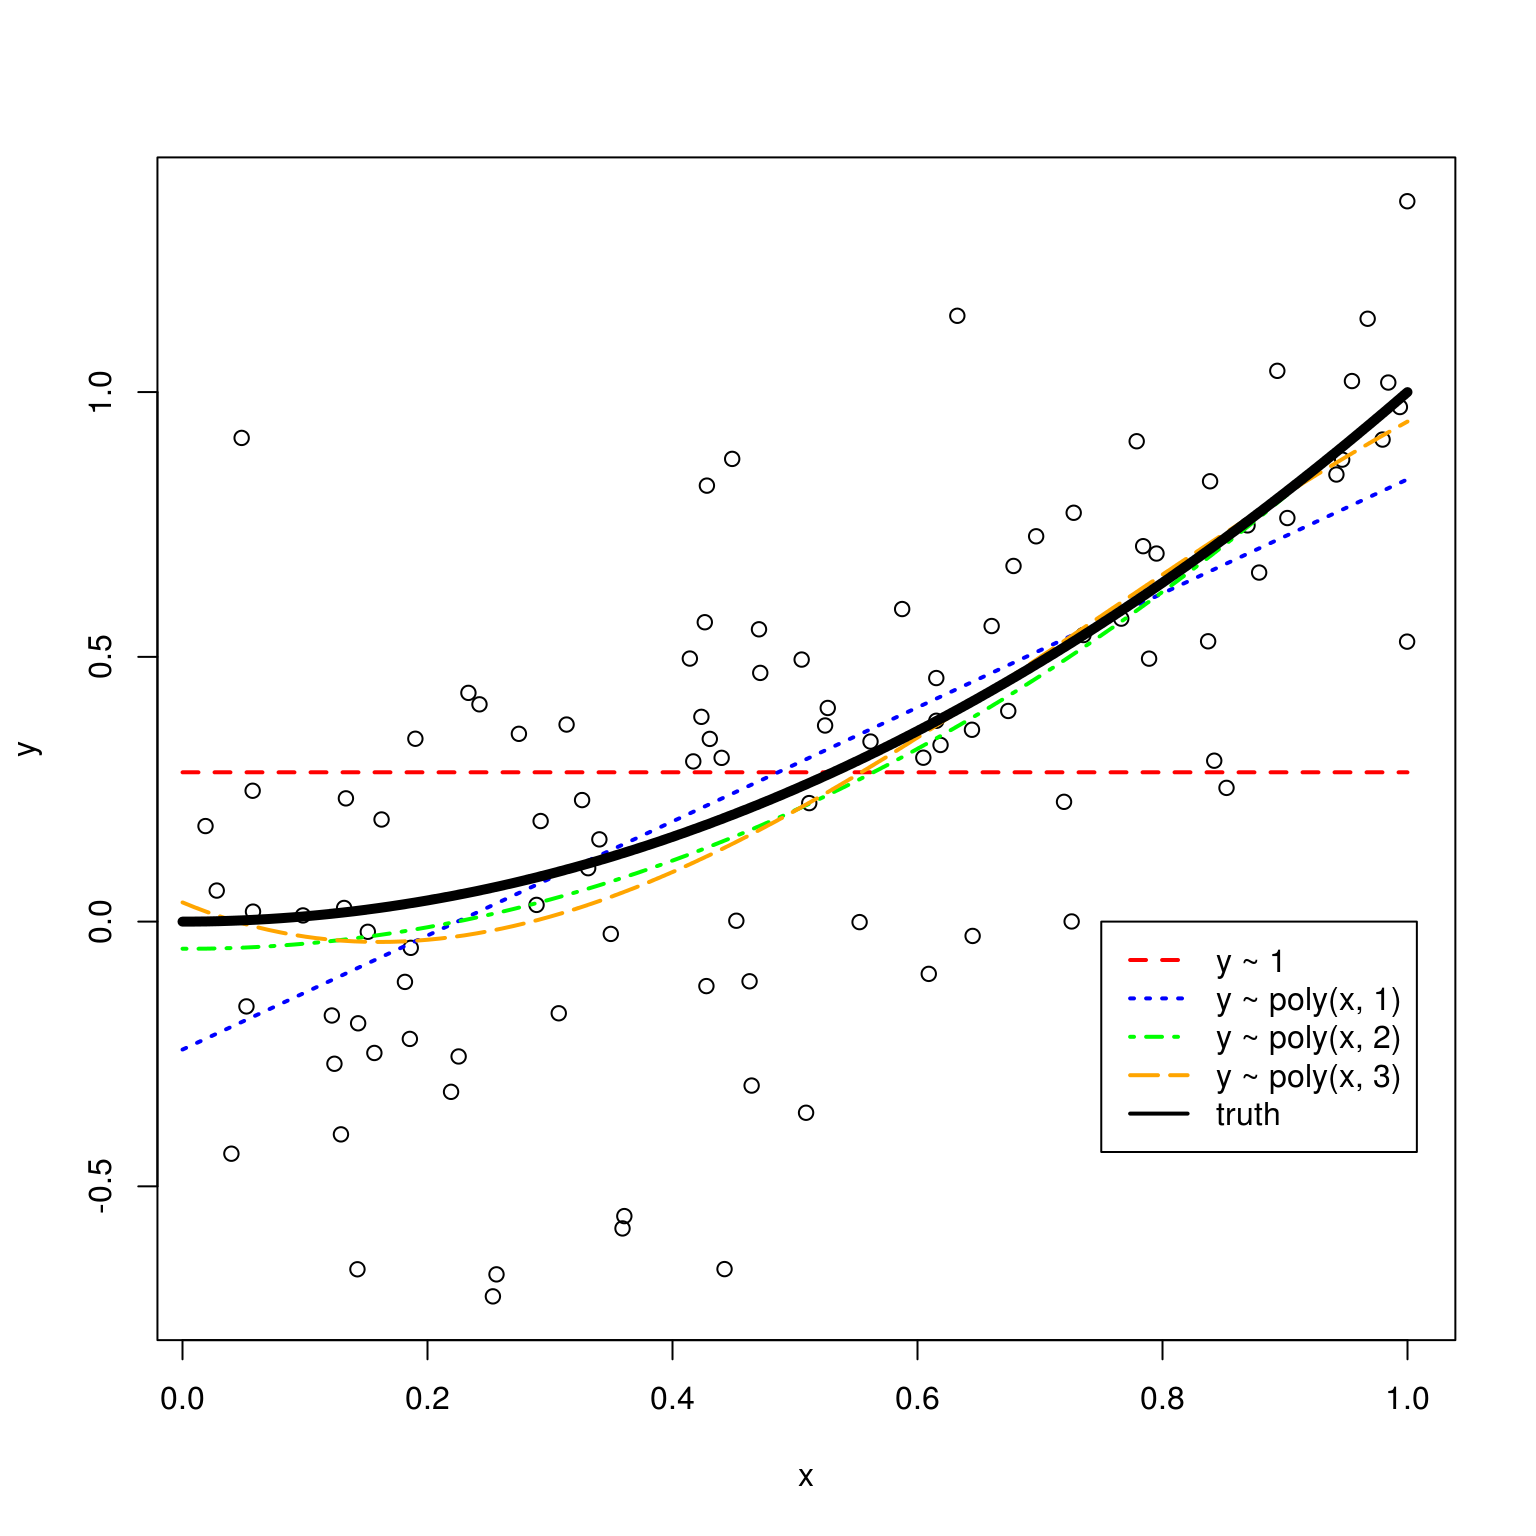 y
1.0
0.5
0.0
-0.5
0.0 0.2 0.4 0.6 0.8 1.0
x
y ~ 1
y ~ poly(x, 1)
y ~ poly(x, 2)
y ~ poly(x, 3)
truth